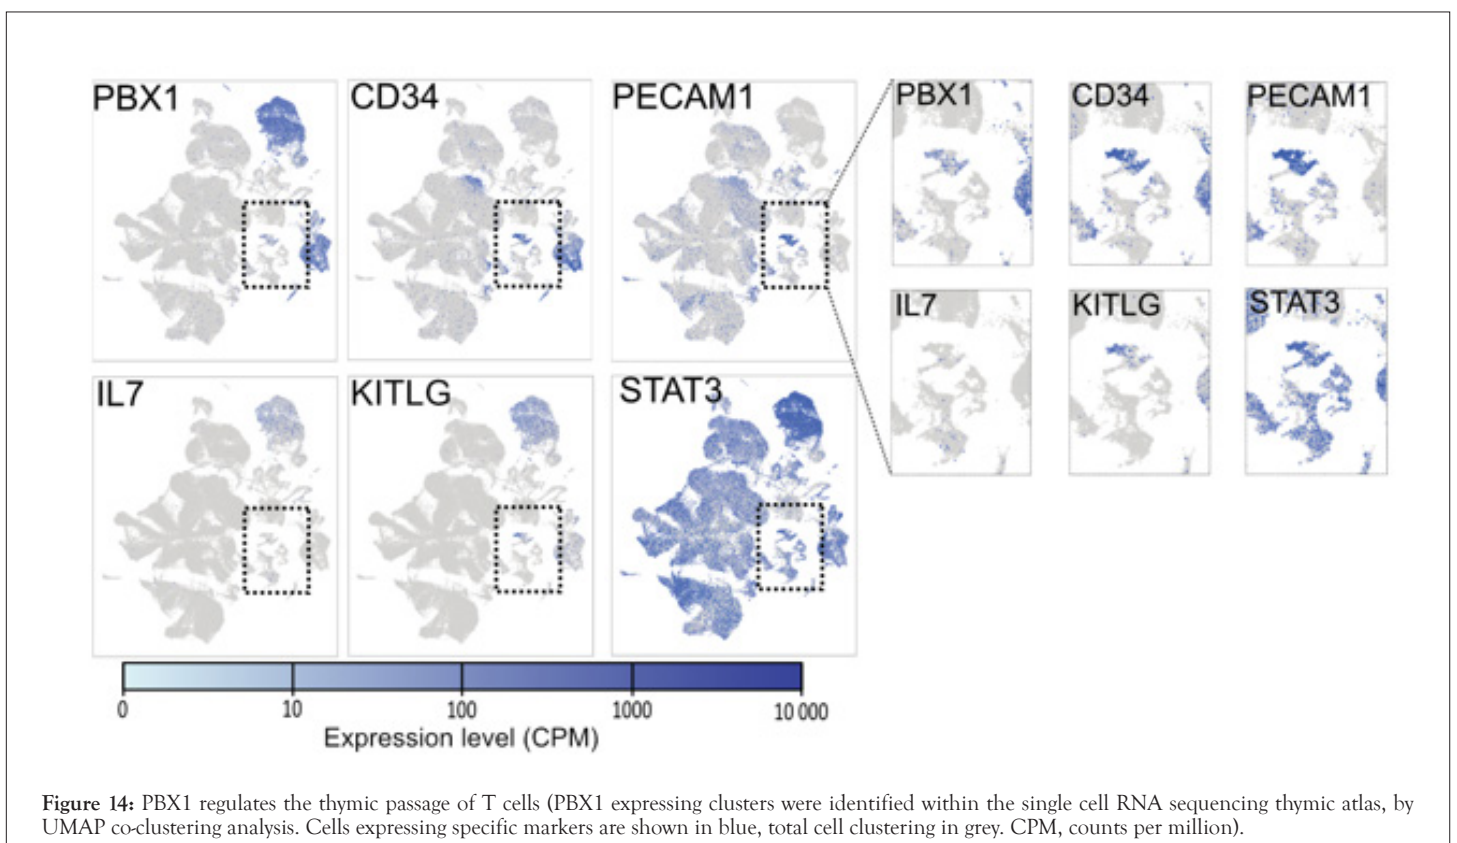 PBX1
CD34
PECAM1
PBX1
CD34
PECAM1
IL7
KITLG
STAT3
IL7
KITLG
STAT3
0
10
100
1000
10 000
Expression level (CPM)
Figure 14: PBX1 regulates the thymic passage of T cells (PBX1 expressing clusters were identified within the single cell RNA sequencing thymic atlas, by
UMAP co-clustering analysis. Cells expressing specific markers are shown in blue, total cell clustering in grey. CPM, counts per million).